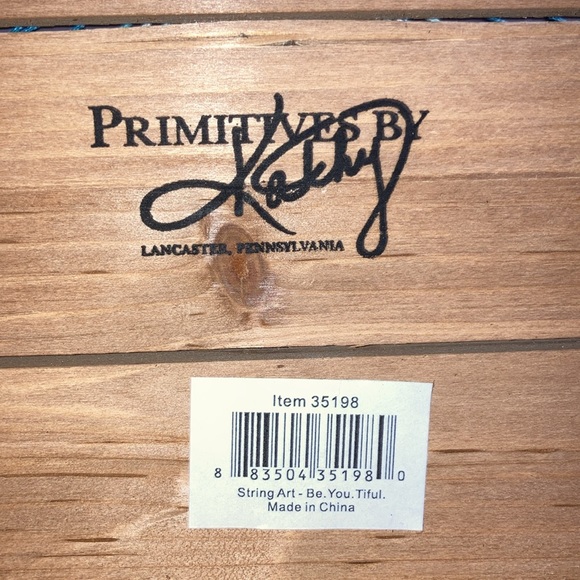 PRIMITIVES BY
Kathy
LANCASTER, PENNSYLVANIA
Item 35198
8 83504 35198 0
String Art - Be.You.Tiful.
Made in China